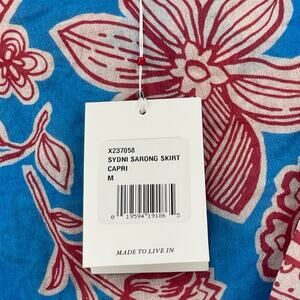 X237058
SYDNI SARONG SKIRT
CAPRI
M
0 19594 19186 5
MADE TO LIVE IN